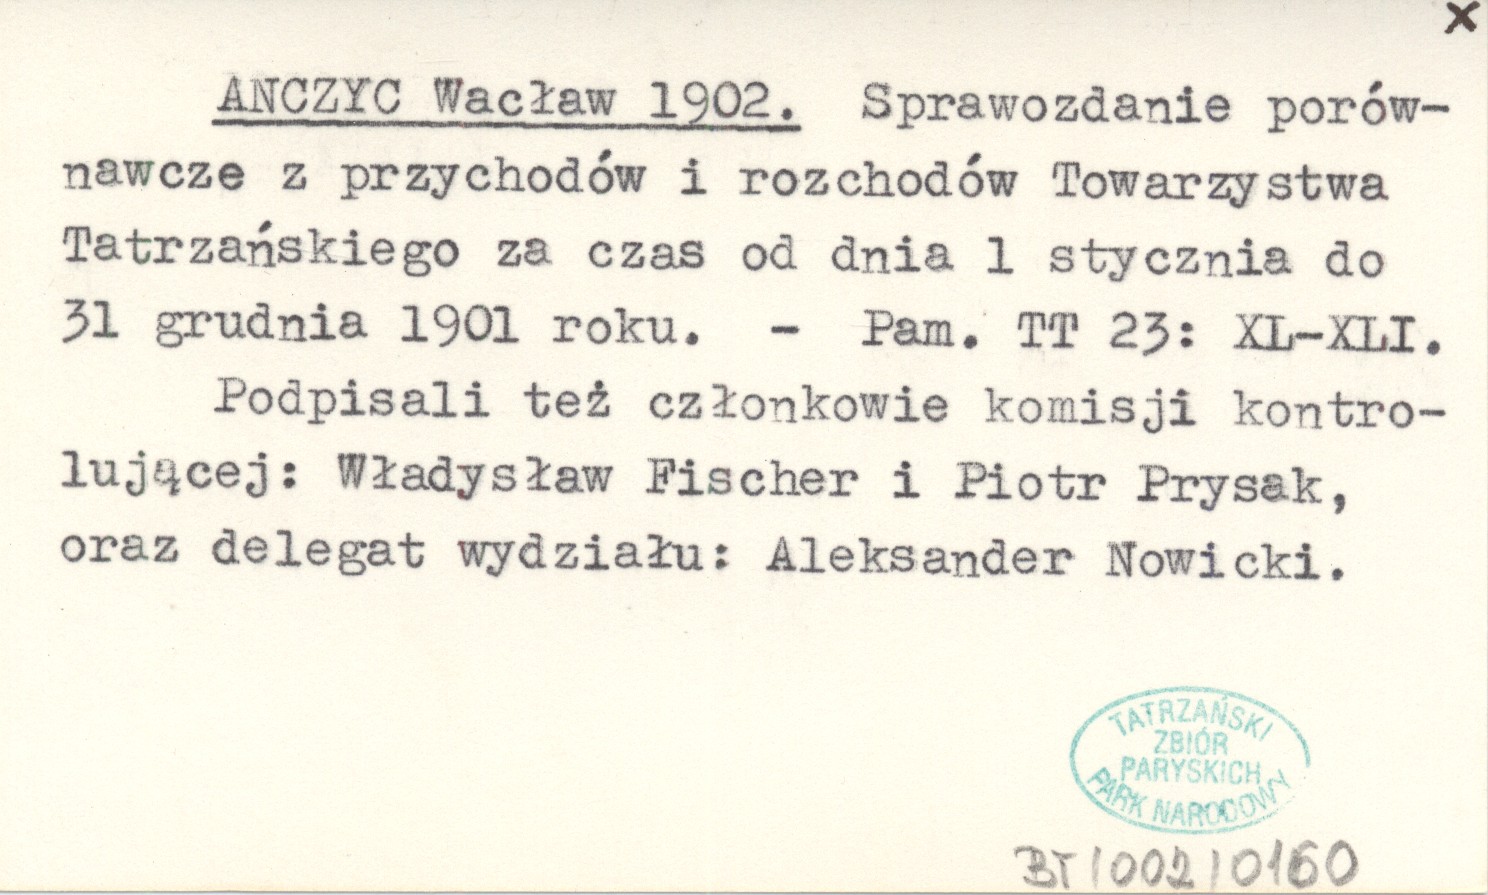 x
ANCZYC Wacław 1902. Sprawozdanie porów-
nawcze z przychodów i rozchodów Towarzystwa
Tatrzańskiego za czas od dnia 1 stycznia do
31 grudnia 1901 roku. - Pam. TT 23: XL-XLI.
Podpisali też członkowie komisji kontro-
lującej: Władysław Fischer i Piotr Prysak,
oraz delegat wydziału: Aleksander Nowicki.
TATRZAŃSKI
ZBIÓR
PARYSKICH
PARK NARODOWY
BT/002/0160